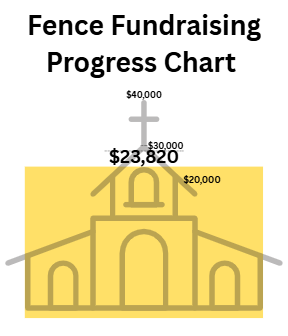 Fence Fundraising
Progress Chart
$40,000
$30,000
$23,820
$20,000